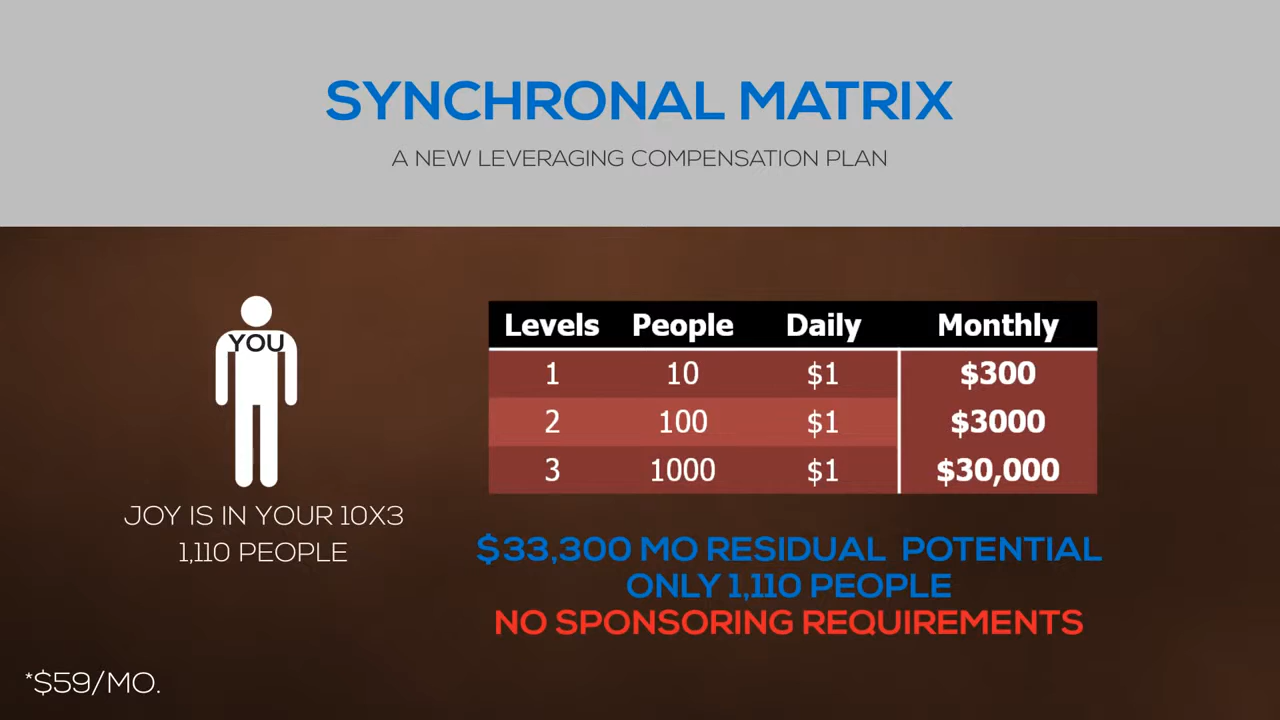 SYNCHRONAL MATRIX
A NEW LEVERAGING COMPENSATION PLAN
YOU
JOY IS IN YOUR 10X3
1,110 PEOPLE
Levels People Daily Monthly
1 10 $1 $300
2 100 $1 $3000
3 1000 $1 $30,000
$33,300 MO RESIDUAL POTENTIAL
ONLY 1,110 PEOPLE
NO SPONSORING REQUIREMENTS
*$59/MO.